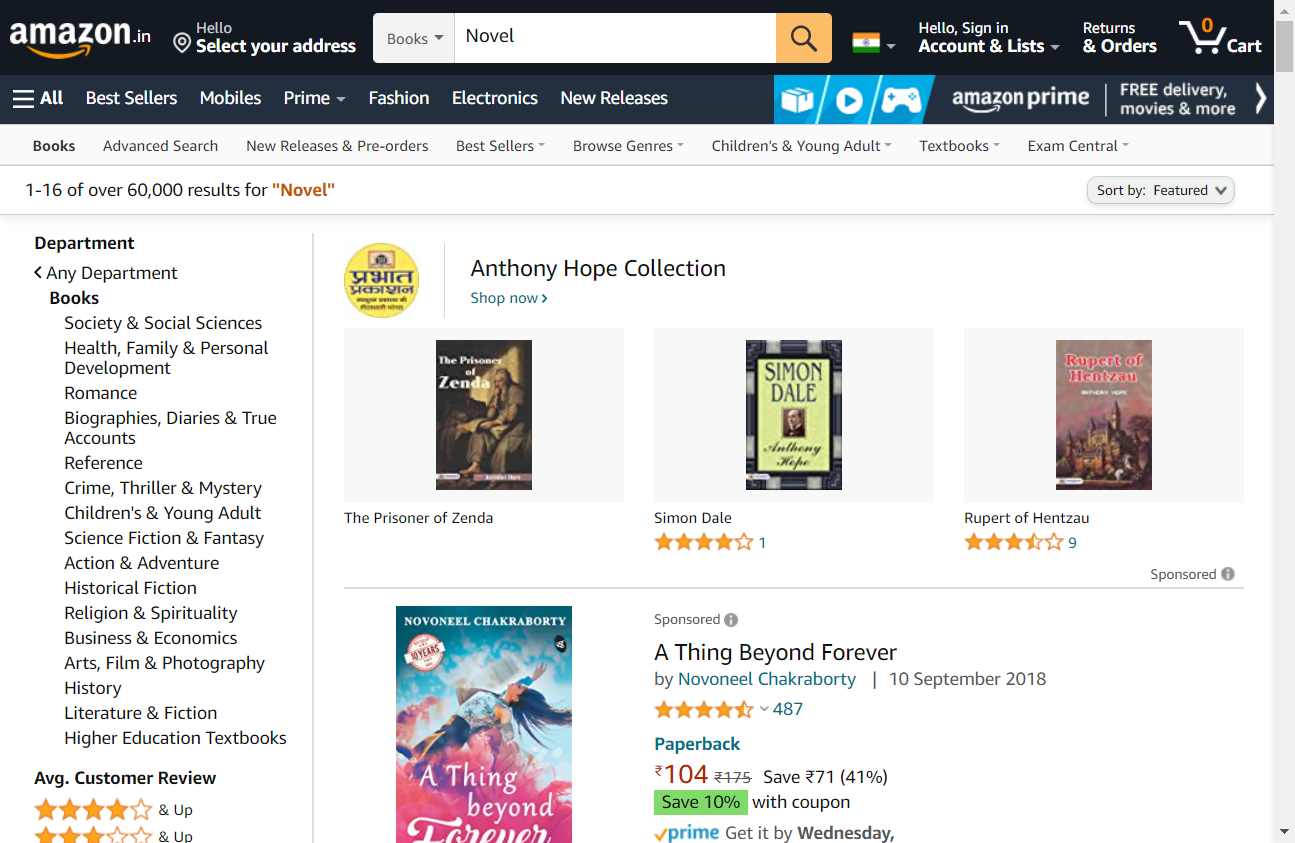 amazon.in
Hello
Select your address
Books
Novel
Hello, Sign in
Account & Lists
Returns
& Orders
0
Cart
All
Best Sellers
Mobiles
Prime
Fashion
Electronics
New Releases
amazon prime
FREE delivery,
movies & more
Books
Advanced Search
New Releases & Pre-orders
Best Sellers
Browse Genres
Children's & Young Adult
Textbooks
Exam Central
1-16 of over 60,000 results for "Novel"
Sort by: Featured
Department
Any Department
Books
Society & Social Sciences
Health, Family & Personal
Development
Romance
Biographies, Diaries & True
Accounts
Reference
Crime, Thriller & Mystery
Children's & Young Adult
Science Fiction & Fantasy
Action & Adventure
Historical Fiction
Religion & Spirituality
Business & Economics
Arts, Film & Photography
History
Literature & Fiction
Higher Education Textbooks
Avg. Customer Review
& Up
& Up
प्रभात
प्रकाशन
Anthony Hope Collection
Shop now
The Prisoner
of
Zenda
SIMON
DALE
Anthony
Hope
Rupert of
Hentzau
ANTHONY HOPE
The Prisoner of Zenda
Simon Dale
1
Rupert of Hentzau
9
Sponsored
NOVONEEL CHAKRABORTY
10 YEARS
A Thing
beyond
Forever
Sponsored
A Thing Beyond Forever
by Novoneel Chakraborty | 10 September 2018
487
Paperback
₹104 ₹175 Save ₹71 (41%)
Save 10% with coupon
prime Get it by Wednesday,